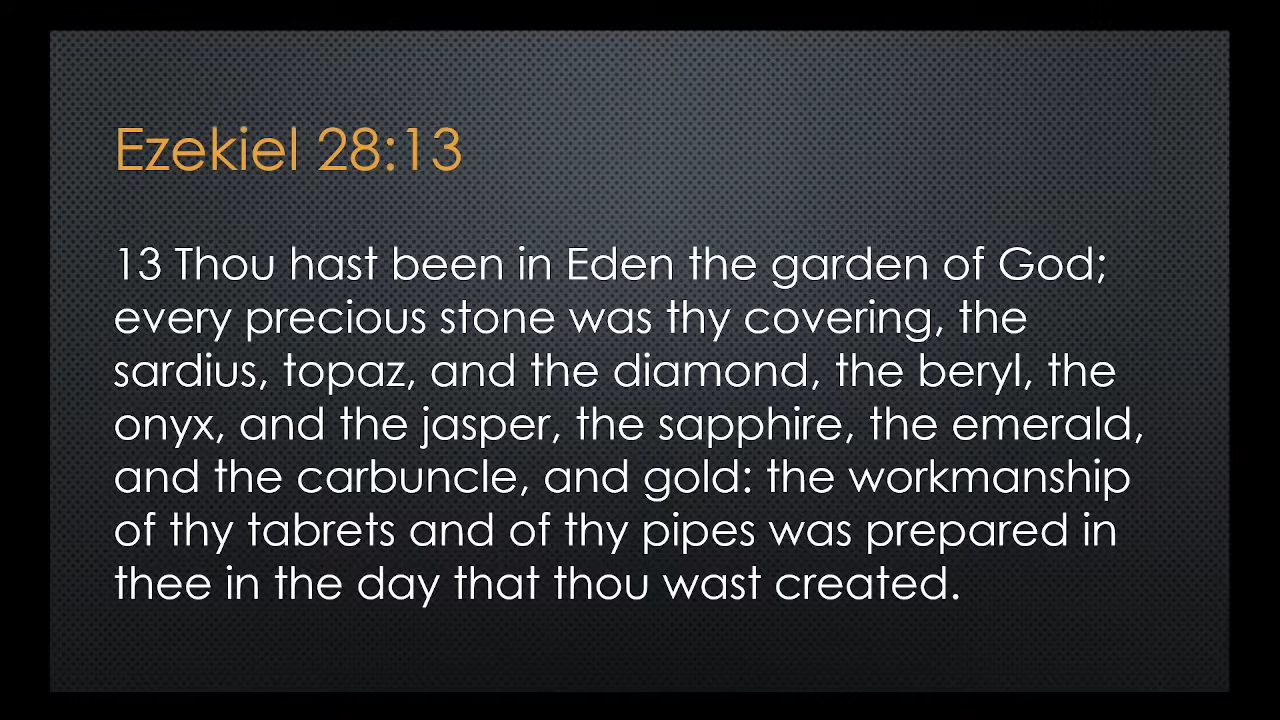 Ezekiel 28:13
13 Thou hast been in Eden the garden of God;
every precious stone was thy covering, the
sardius, topaz, and the diamond, the beryl, the
onyx, and the jasper, the sapphire, the emerald,
and the carbuncle, and gold: the workmanship
of thy tabrets and of thy pipes was prepared in
thee in the day that thou wast created.